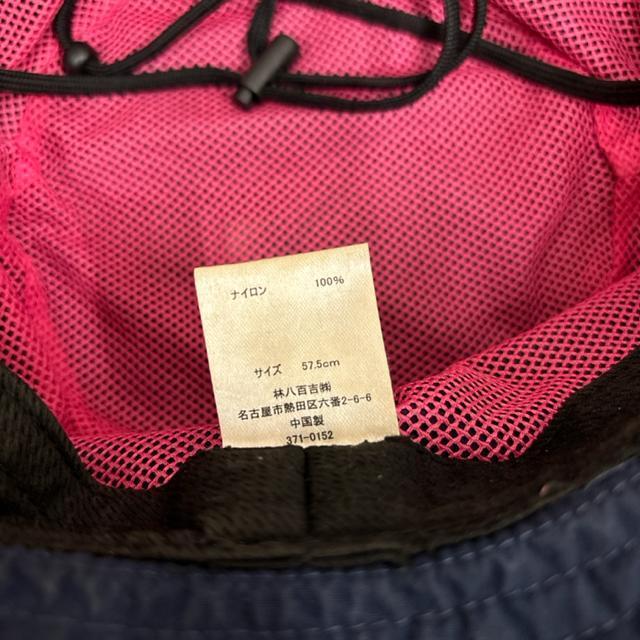 ナイロン 100%
サイズ 57.5cm
林八百吉㈱
名古屋市熱田区六番2-6-6
中国製
371-0152